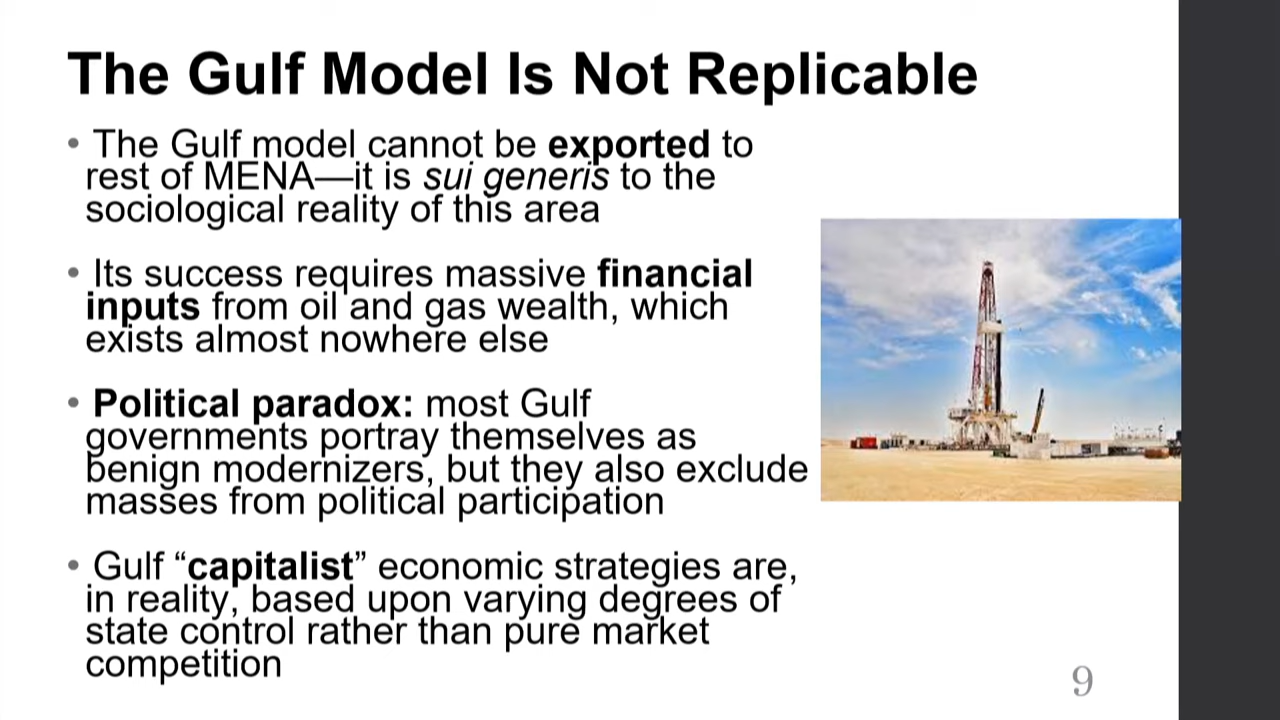 The Gulf Model Is Not Replicable
• The Gulf model cannot be exported to
rest of MENA—it is sui generis to the
sociological reality of this area
• Its success requires massive financial
inputs from oil and gas wealth, which
exists almost nowhere else
• Political paradox: most Gulf
governments portray themselves as
benign modernizers, but they also exclude
masses from political participation
• Gulf “capitalist” economic strategies are,
in reality, based upon varying degrees of
state control rather than pure market
competition
9